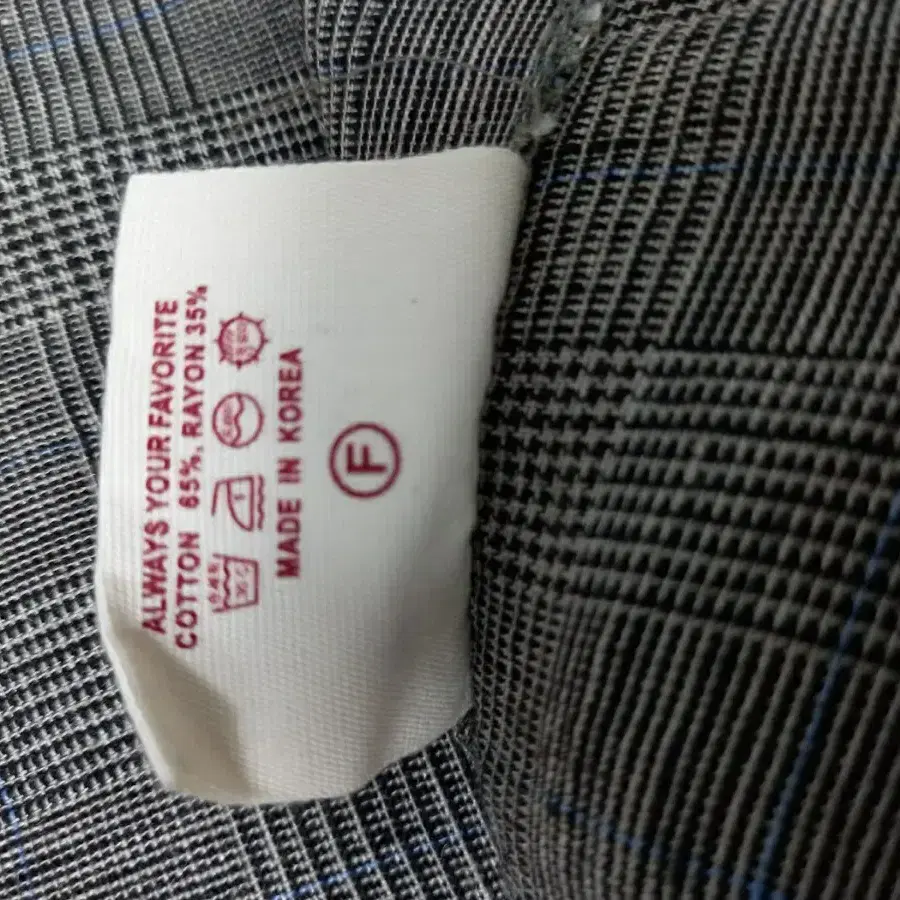 ALWAYS YOUR FAVORITE
COTTON 65%, RAYON 35%
MADE IN KOREA
F